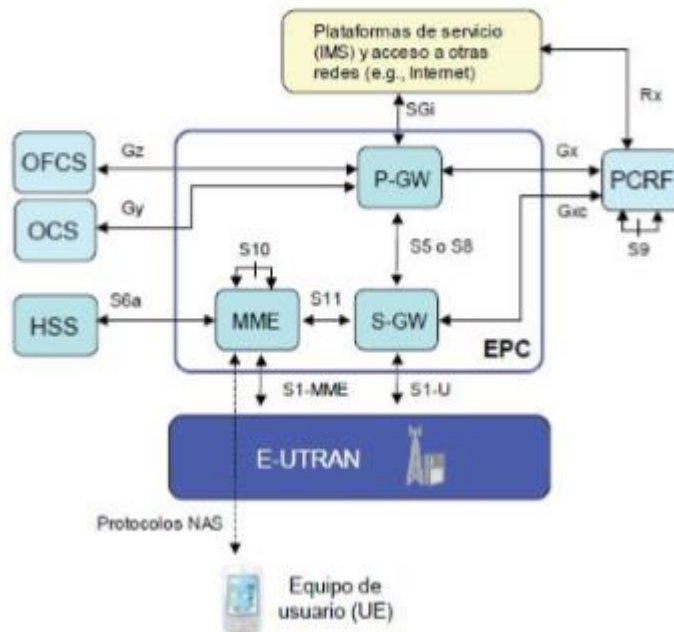 Plataformas de servicio
(IMS) y acceso a otras
redes (e.g., Internet)
SGi
Rx
OFCS
Gz
P-GW
Gx
PCRF
OCS
Gy
Gxc
S9
S10
S5 o S8
HSS
S6a
MME
S11
S-GW
EPC
S1-MME
S1-U
E-UTRAN
Protocolos NAS
Equipo de
usuario (UE)